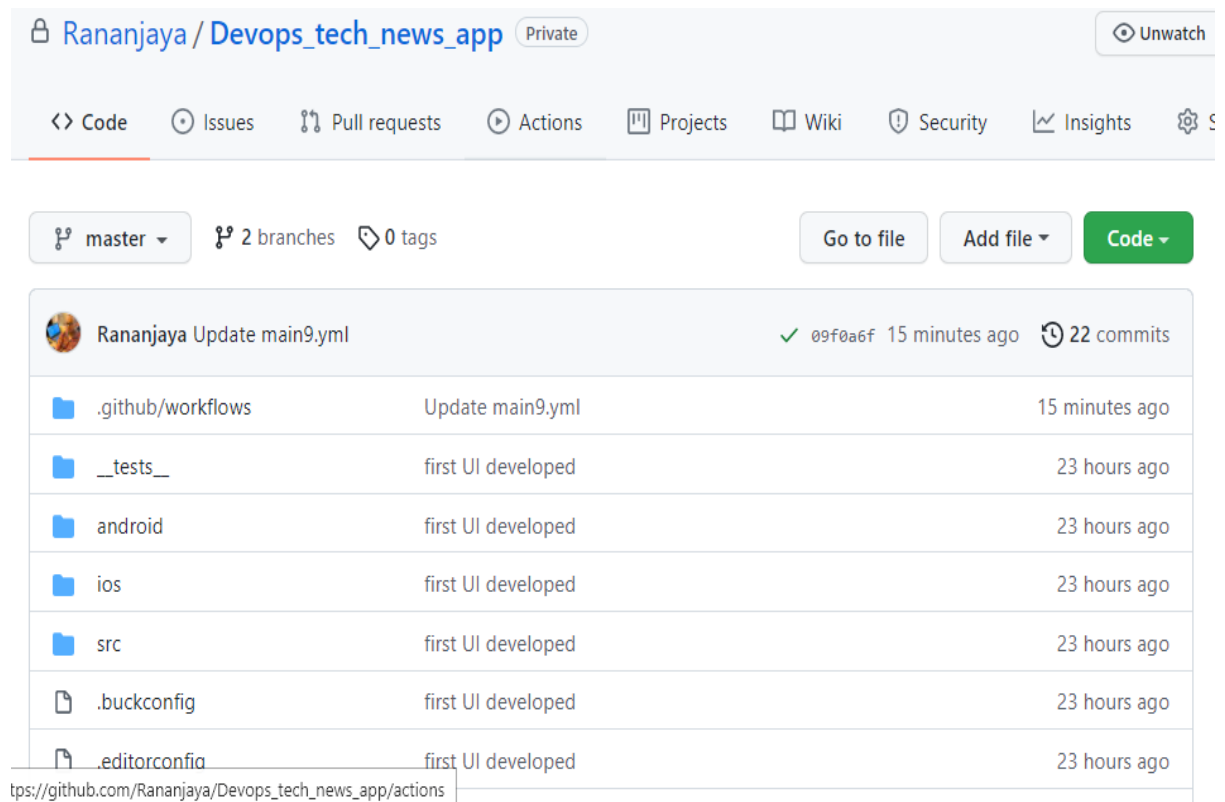 Rananjaya / Devops_tech_news_app Private Unwatch
Code Issues Pull requests Actions Projects Wiki Security Insights S
master 2 branches 0 tags Go to file Add file Code
Rananjaya Update main9.yml 09f0a6f 15 minutes ago 22 commits
.github/workflows Update main9.yml 15 minutes ago
__tests__ first UI developed 23 hours ago
android first UI developed 23 hours ago
ios first UI developed 23 hours ago
src first UI developed 23 hours ago
.buckconfig first UI developed 23 hours ago
.editorconfig first UI developed 23 hours ago
tps://github.com/Rananjaya/Devops_tech_news_app/actions